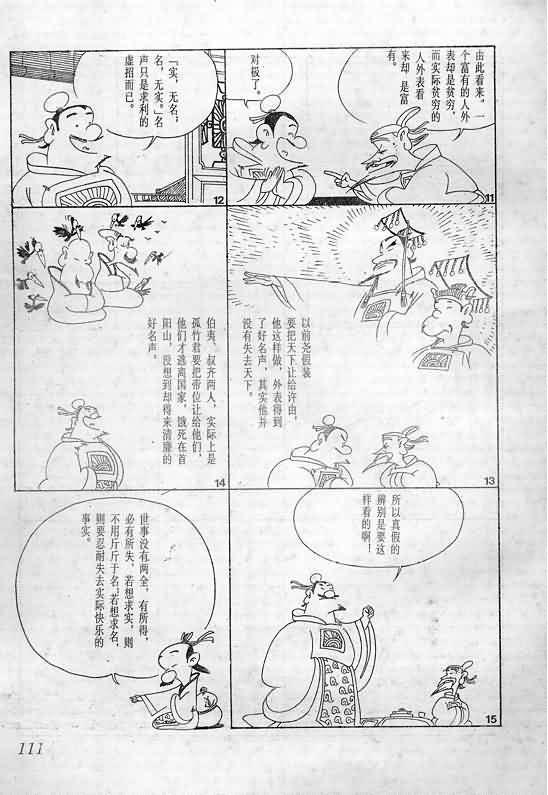 由此看来，一
个富有的人外
表却是贫穷，
而实际贫穷的
人外表看
来却 是富
有。
对极了。
11
「实，无名；
名，无实。」名
声只是求利的
虚招而已。
12
以前尧假装
要把天下让给许由，
他这样做，外表得到
了好名声，其实他并
没有失去天下。
13
伯夷、叔齐两人，实际上是
孤竹君要把帝位让给他们，
他们才逃离国家，饿死在首
阳山，没想到却得来清廉的
好名声。
14
所以真假的
辨别是要这
样看的啊！
15
世事没有两全，有所得，
必有所失，若想求实，则
不用斤斤于名；若想求名，
则要忍耐失去实际快乐的
事实。
111